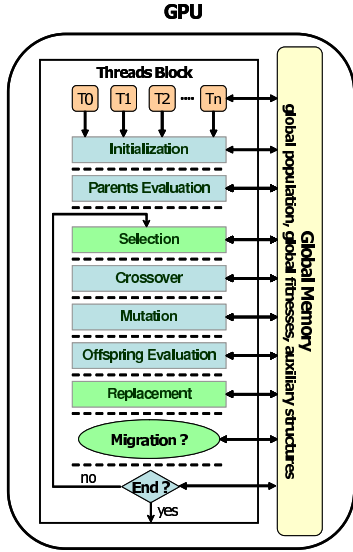 GPU
Threads Block
T0 T1 T2 ···· Tn
Initialization
Parents Evaluation
Selection
Crossover
Mutation
Offspring Evaluation
Replacement
Migration ?
no
End ?
yes
Global Memory
global population, global fitnesses, auxiliary structures